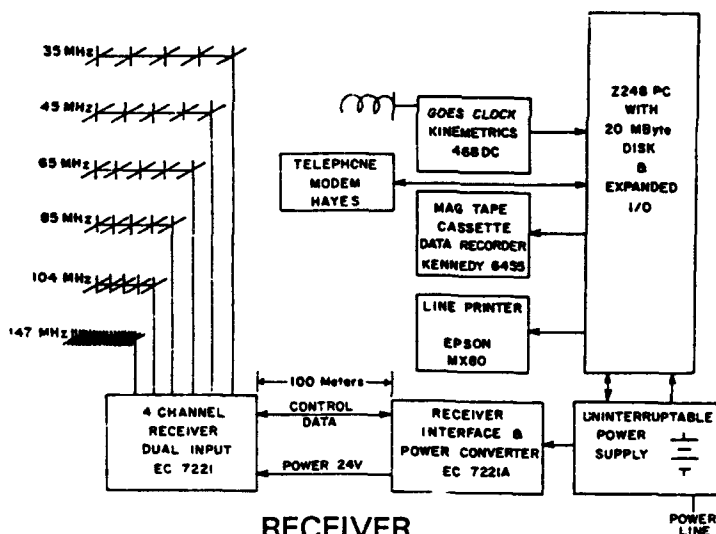 35 MHz
45 MHz
65 MHz
85 MHz
104 MHz
147 MHz
GOES CLOCK
KINEMETRICS
468DC
TELEPHONE
MODEM
HAYES
MAG TAPE
CASSETTE
DATA RECORDER
KENNEDY 6455
LINE PRINTER
EPSON
MX80
Z248 PC
WITH
20 MByte
DISK
&
EXPANDED
I/O
100 Meters
CONTROL
DATA
POWER 24V
4 CHANNEL
RECEIVER
DUAL INPUT
EC 7221
RECEIVER
INTERFACE &
POWER CONVERTER
EC 7221A
UNINTERRUPTABLE
POWER
SUPPLY
POWER
LINE
RECEIVER